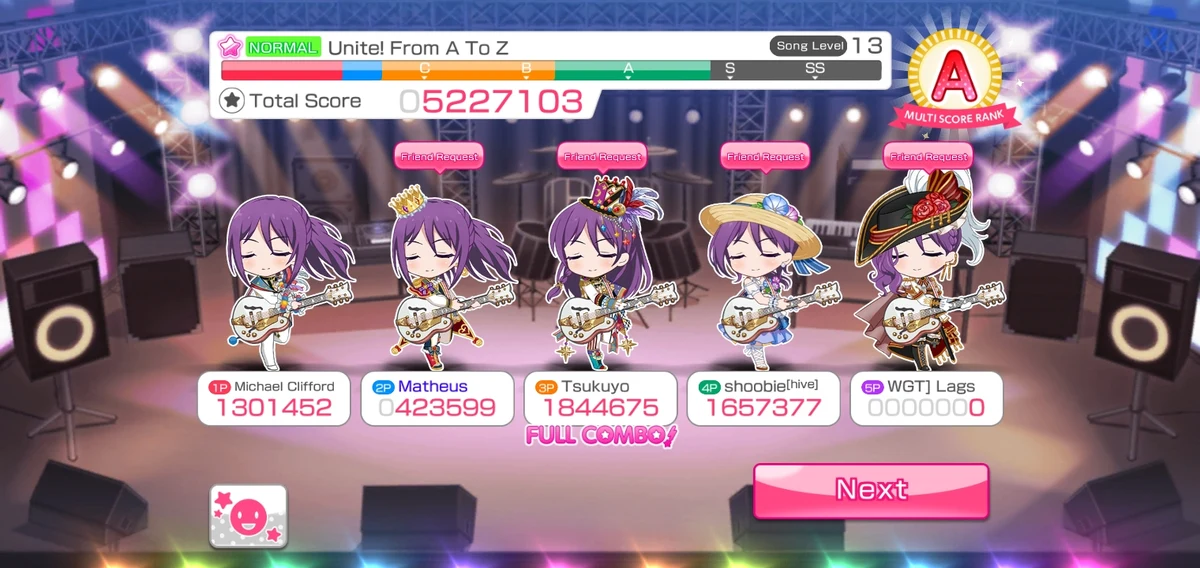 NORMAL Unite! From A To Z Song Level 13
C B A S SS
Total Score 05227103
A
MULTI SCORE RANK
Friend Request Friend Request Friend Request Friend Request
1P Michael Clifford
1301452
2P Matheus
0423599
3P Tsukuyo
1844675
FULL COMBO!
4P shoobie[hive]
1657377
5P WGT] Lags
0000000
Next